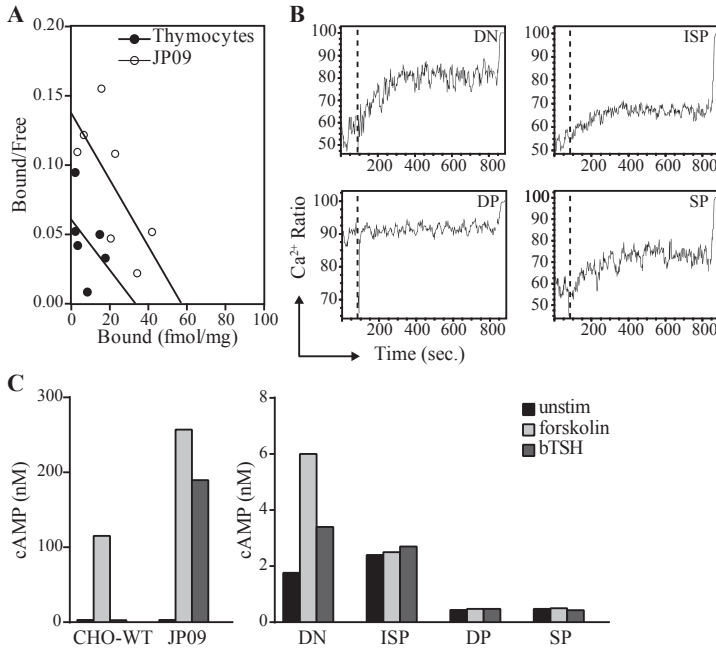 A
0.20
0.15
0.10
0.05
0.00
Bound/Free
Thymocytes
JP09
0 20 40 60 80 100
Bound (fmol/mg)
B
DN
100
90
80
70
60
50
200 400 600 800
ISP
100
90
80
70
60
50
200 400 600 800
DP
100
90
80
70
200 400 600 800
SP
100
90
80
70
60
50
200 400 600 800
Ca2+ Ratio
Time (sec.)
C
300
200
100
0
cAMP (nM)
CHO-WT JP09
8
6
4
2
0
cAMP (nM)
DN ISP DP SP
unstim
forskolin
bTSH